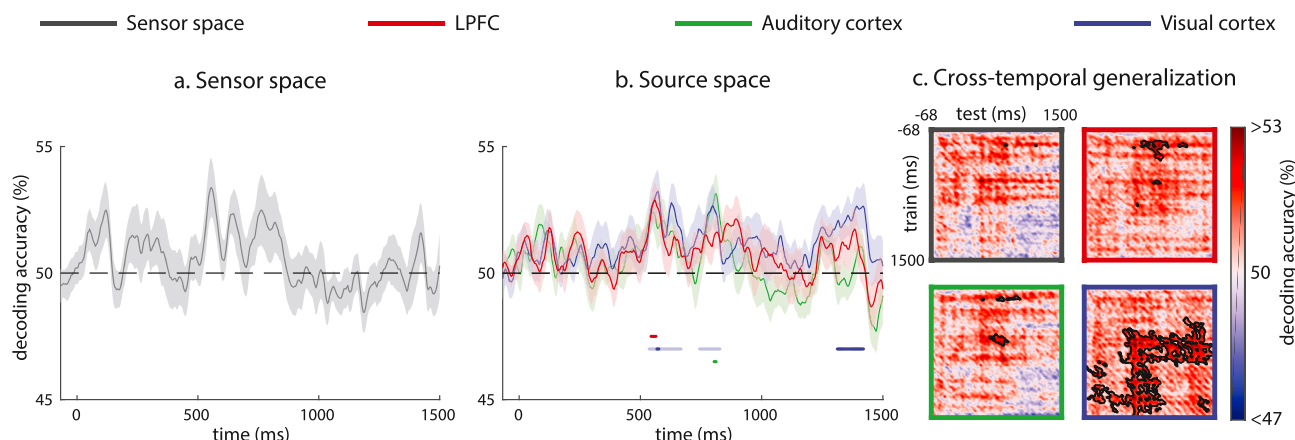 Sensor space LPFC Auditory cortex Visual cortex
a. Sensor space
b. Source space
c. Cross-temporal generalization
55
50
45
decoding accuracy (%)
0 500 1000 1500
time (ms)
55
50
45
0 500 1000 1500
time (ms)
-68 test (ms) 1500
-68
train (ms)
1500
>53
50
<47
decoding accuracy (%)